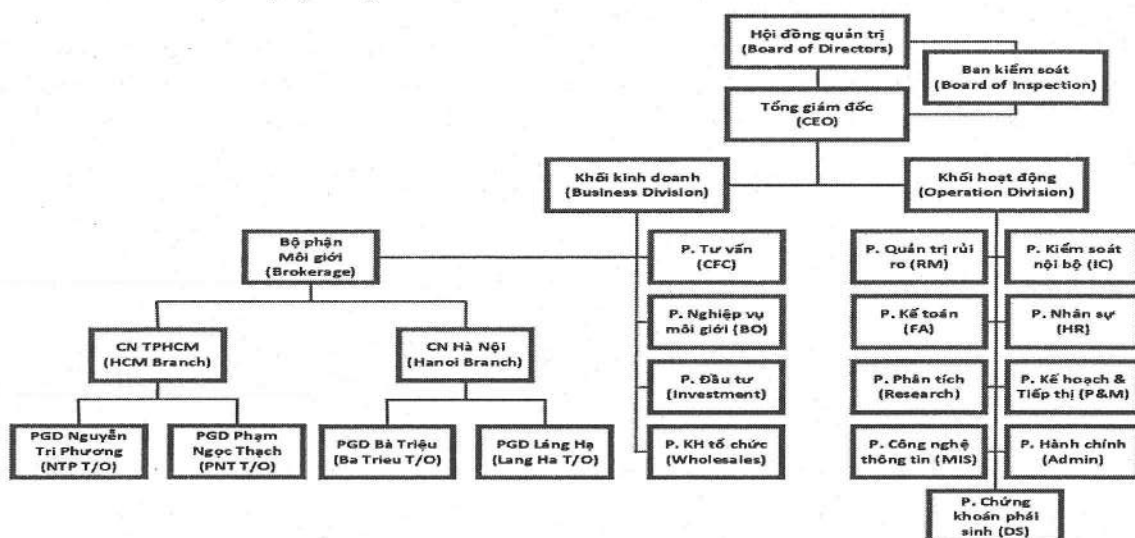 Hội đồng quản trị
(Board of Directors)
Ban kiểm soát
(Board of Inspection)
Tổng giám đốc
(CEO)
Khối kinh doanh
(Business Division)
Khối hoạt động
(Operation Division)
Bộ phận
Môi giới
(Brokerage)
P. Tư vấn
(CFC)
P. Quản trị rủi
ro (RM)
P. Kiểm soát
nội bộ (IC)
P. Nghiệp vụ
môi giới (BO)
P. Kế toán
(FA)
P. Nhân sự
(HR)
CN TPHCM
(HCM Branch)
CN Hà Nội
(Hanoi Branch)
P. Đầu tư
(Investment)
P. Phân tích
(Research)
P. Kế hoạch &
Tiếp thị (P&M)
PGD Nguyễn
Tri Phương
(NTP T/O)
PGD Phạm
Ngọc Thạch
(PNT T/O)
PGD Bà Triệu
(Ba Trieu T/O)
PGD Láng Hạ
(Lang Ha T/O)
P. KH tổ chức
(Wholesales)
P. Công nghệ
thông tin (MIS)
P. Hành chính
(Admin)
P. Chứng
khoán phái
sinh (DS)